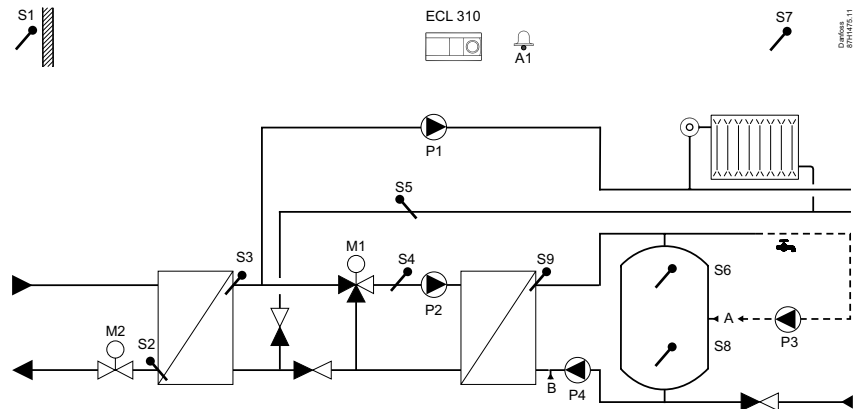 S1
ECL 310
A1
S7
Danfoss
87H1475.11
P1
S5
S3
M1
S4
P2
S9
S6
A
P3
S8
M2
S2
B
P4